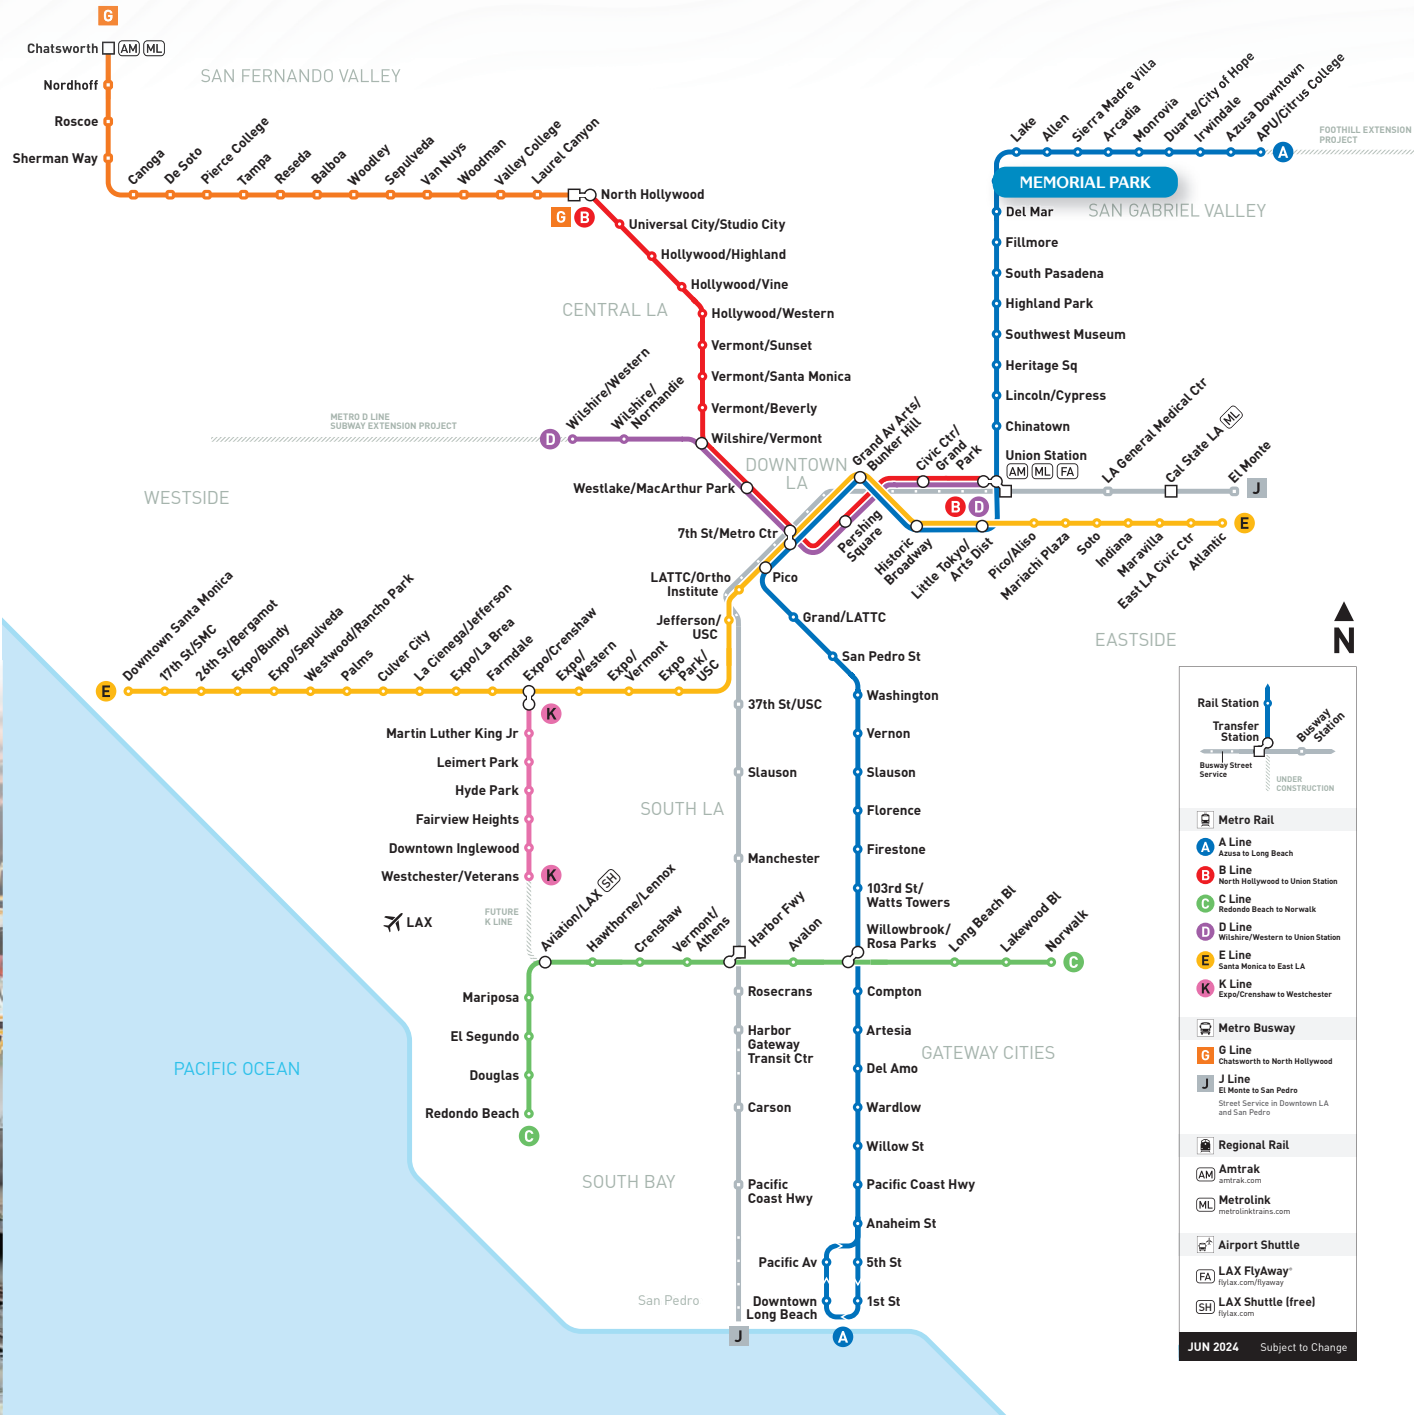 G
Chatsworth AM ML
Nordhoff
Roscoe
Sherman Way
SAN FERNANDO VALLEY
Canoga
De Soto
Pierce College
Tampa
Reseda
Balboa
Woodley
Sepulveda
Van Nuys
Woodman
Valley College
Laurel Canyon
North Hollywood
G B
Universal City/Studio City
Hollywood/Highland
Hollywood/Vine
Hollywood/Western
Vermont/Sunset
Vermont/Santa Monica
Vermont/Beverly
Wilshire/Vermont
CENTRAL LA
Lake
Allen
Sierra Madre Villa
Arcadia
Monrovia
Duarte/City of Hope
Irwindale
Azusa Downtown
APU/Citrus College
A
FOOTHILL EXTENSION
PROJECT
MEMORIAL PARK
SAN GABRIEL VALLEY
Del Mar
Fillmore
South Pasadena
Highland Park
Southwest Museum
Heritage Sq
Lincoln/Cypress
Chinatown
Union Station
AM ML FA
METRO D LINE
SUBWAY EXTENSION PROJECT
D
Wilshire/Western
Wilshire/
Normandie
WESTSIDE
DOWNTOWN
LA
Westlake/MacArthur Park
7th St/Metro Ctr
Grand Av Arts/
Bunker Hill
Civic Ctr/
Grand
Park
B D
LA General Medical Ctr
Cal State LA ML
El Monte
J
Pershing
Square
Historic
Broadway
Little Tokyo/
Arts Dist
Pico/Aliso
Mariachi Plaza
Soto
Indiana
Maravilla
East LA Civic Ctr
Atlantic
E
LATTC/Ortho
Institute
Pico
Jefferson/
USC
Grand/LATTC
San Pedro St
EASTSIDE
N
E
Downtown Santa Monica
17th St/SMC
26th St/Bergamot
Expo/Bundy
Expo/Sepulveda
Westwood/Rancho Park
Palms
Culver City
La Cienega/Jefferson
Expo/La Brea
Farmdale
Expo/Crenshaw
Expo/
Western
Expo/
Vermont
Expo
Park/
USC
K
Martin Luther King Jr
Leimert Park
Hyde Park
Fairview Heights
Downtown Inglewood
Westchester/Veterans
K
LAX
FUTURE
K LINE
37th St/USC
Slauson
Manchester
SOUTH LA
Washington
Vernon
Slauson
Florence
Firestone
103rd St/
Watts Towers
Willowbrook/
Rosa Parks
Aviation/LAX SH
Hawthorne/Lennox
Crenshaw
Vermont/
Athens
Harbor Fwy
Avalon
Long Beach Bl
Lakewood Bl
Norwalk
C
Mariposa
El Segundo
Douglas
Redondo Beach
C
Rosecrans
Harbor
Gateway
Transit Ctr
Carson
Pacific
Coast Hwy
Compton
Artesia
Del Amo
Wardlow
Willow St
Pacific Coast Hwy
Anaheim St
GATEWAY CITIES
PACIFIC OCEAN
SOUTH BAY
Pacific Av
5th St
Downtown
Long Beach
1st St
San Pedro
J
A
Rail Station
Transfer
Station
Busway
Station
Busway Street
Service
UNDER
CONSTRUCTION
Metro Rail
A A Line
Azusa to Long Beach
B B Line
North Hollywood to Union Station
C C Line
Redondo Beach to Norwalk
D D Line
Wilshire/Western to Union Station
E E Line
Santa Monica to East LA
K K Line
Expo/Crenshaw to Westchester
Metro Busway
G G Line
Chatsworth to North Hollywood
J J Line
El Monte to San Pedro
Street Service in Downtown LA
and San Pedro
Regional Rail
AM Amtrak
amtrak.com
ML Metrolink
metrolinktrains.com
Airport Shuttle
FA LAX FlyAway®
flylax.com/flyaway
SH LAX Shuttle (free)
flylax.com
JUN 2024 Subject to Change